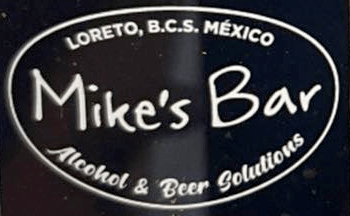 LORETO, B.C.S. MÉXICO
Mike's Bar
Alcohol & Beer Solutions